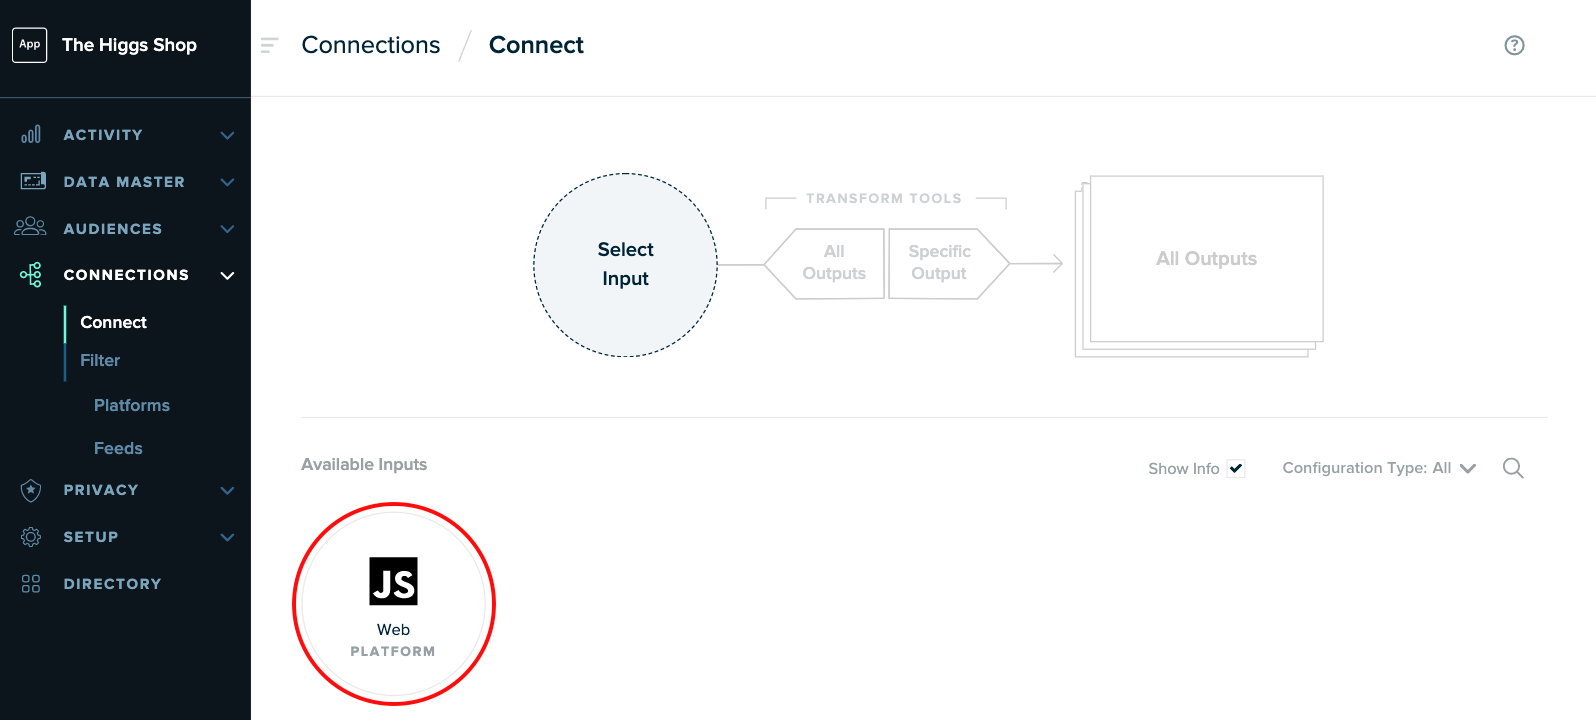 App The Higgs Shop
ACTIVITY
DATA MASTER
AUDIENCES
CONNECTIONS
Connect
Filter
Platforms
Feeds
PRIVACY
SETUP
DIRECTORY
Connections / Connect
?
Select
Input
TRANSFORM TOOLS
All
Outputs
Specific
Output
All Outputs
Available Inputs
Show Info
Configuration Type: All
JS
Web
PLATFORM